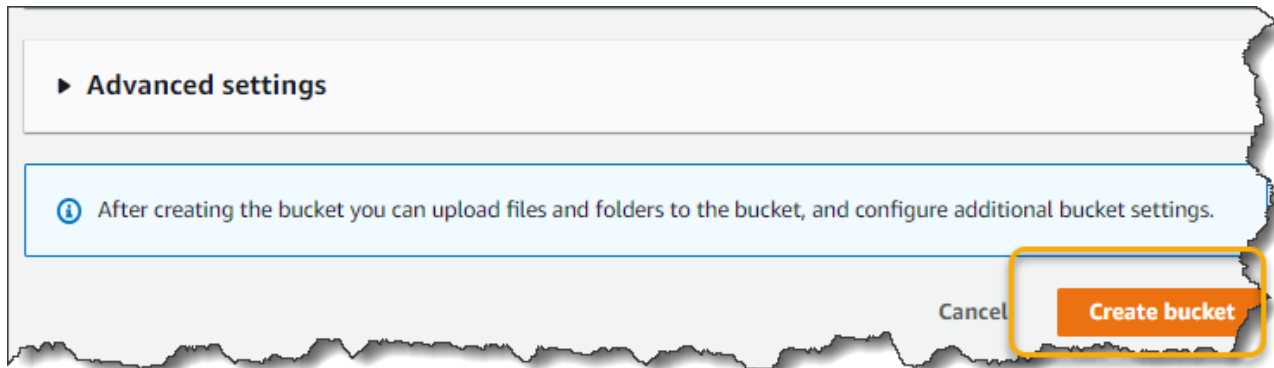 Advanced settings
After creating the bucket you can upload files and folders to the bucket, and configure additional bucket settings.
Cancel
Create bucket